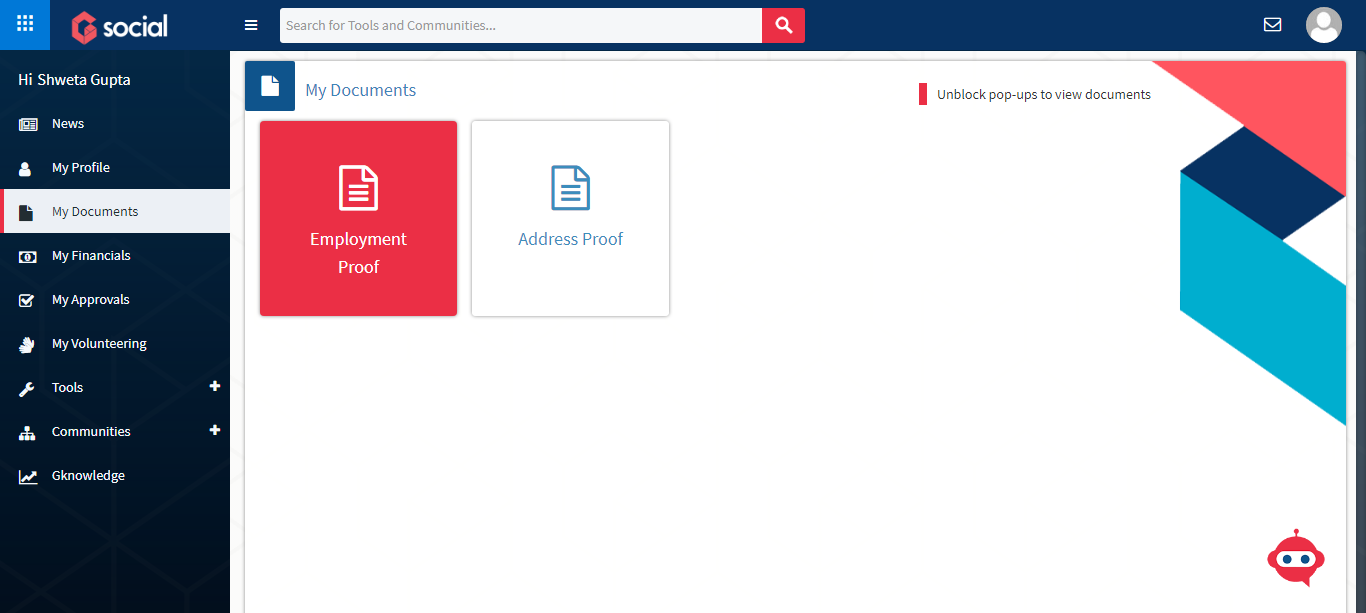 social
Search for Tools and Communities...
Hi Shweta Gupta
News
My Profile
My Documents
My Financials
My Approvals
My Volunteering
Tools
Communities
Gknowledge
My Documents
Unblock pop-ups to view documents
Employment
Proof
Address Proof